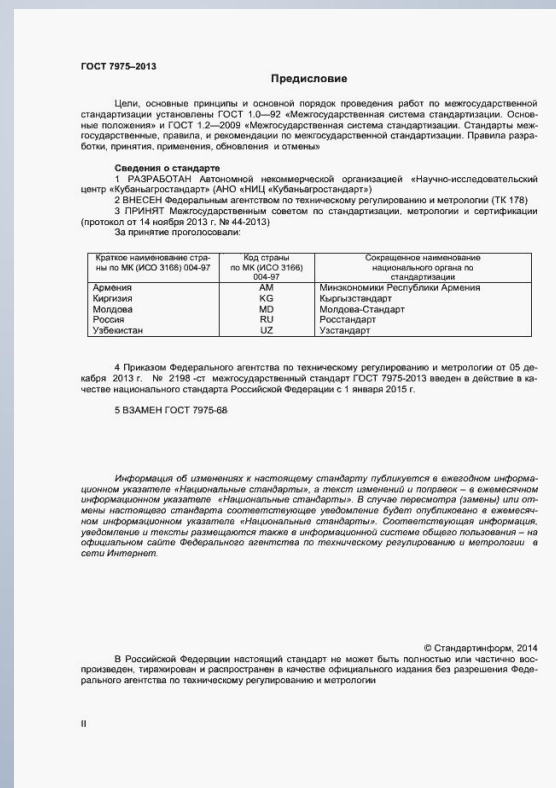 ГОСТ 7975–2013
Предисловие
Цели, основные принципы и основной порядок проведения работ по межгосударственной
стандартизации установлены ГОСТ 1.0—92 «Межгосударственная система стандартизации. Основ-
ные положения» и ГОСТ 1.2—2009 «Межгосударственная система стандартизации. Стандарты меж-
государственные, правила, и рекомендации по межгосударственной стандартизации. Правила разра-
ботки, принятия, применения, обновления и отмены»
Сведения о стандарте
1 РАЗРАБОТАН Автономной некоммерческой организацией «Научно-исследовательский
центр «Кубаньагростандарт» (АНО «НИЦ «Кубаньагростандарт»)
2 ВНЕСЕН Федеральным агентством по техническому регулированию и метрологии (ТК 178)
3 ПРИНЯТ Межгосударственным советом по стандартизации, метрологии и сертификации
(протокол от 14 ноября 2013 г. № 44-2013)
За принятие проголосовали:
Краткое наименование стра-
ны по МК (ИСО 3166) 004-97
Код страны
по МК (ИСО 3166)
004-97
Сокращенное наименование
национального органа по
стандартизации
Армения AM Минэкономики Республики Армения
Киргизия KG Кыргызстандарт
Молдова MD Молдова-Стандарт
Россия RU Росстандарт
Узбекистан UZ Узстандарт
4 Приказом Федерального агентства по техническому регулированию и метрологии от 05 де-
кабря 2013 г. № 2198 -ст межгосударственный стандарт ГОСТ 7975-2013 введен в действие в ка-
честве национального стандарта Российской Федерации с 1 января 2015 г.
5 ВЗАМЕН ГОСТ 7975-68
Информация об изменениях к настоящему стандарту публикуется в ежегодном информа-
ционном указателе «Национальные стандарты», а текст изменений и поправок – в ежемесячном
информационном указателе «Национальные стандарты». В случае пересмотра (замены) или от-
мены настоящего стандарта соответствующее уведомление будет опубликовано в ежемесяч-
ном информационном указателе «Национальные стандарты». Соответствующая информация,
уведомление и тексты размещаются также в информационной системе общего пользования – на
официальном сайте Федерального агентства по техническому регулированию и метрологии в
сети Интернет.
© Стандартинформ, 2014
В Российской Федерации настоящий стандарт не может быть полностью или частично вос-
произведен, тиражирован и распространен в качестве официального издания без разрешения Феде-
рального агентства по техническому регулированию и метрологии
II